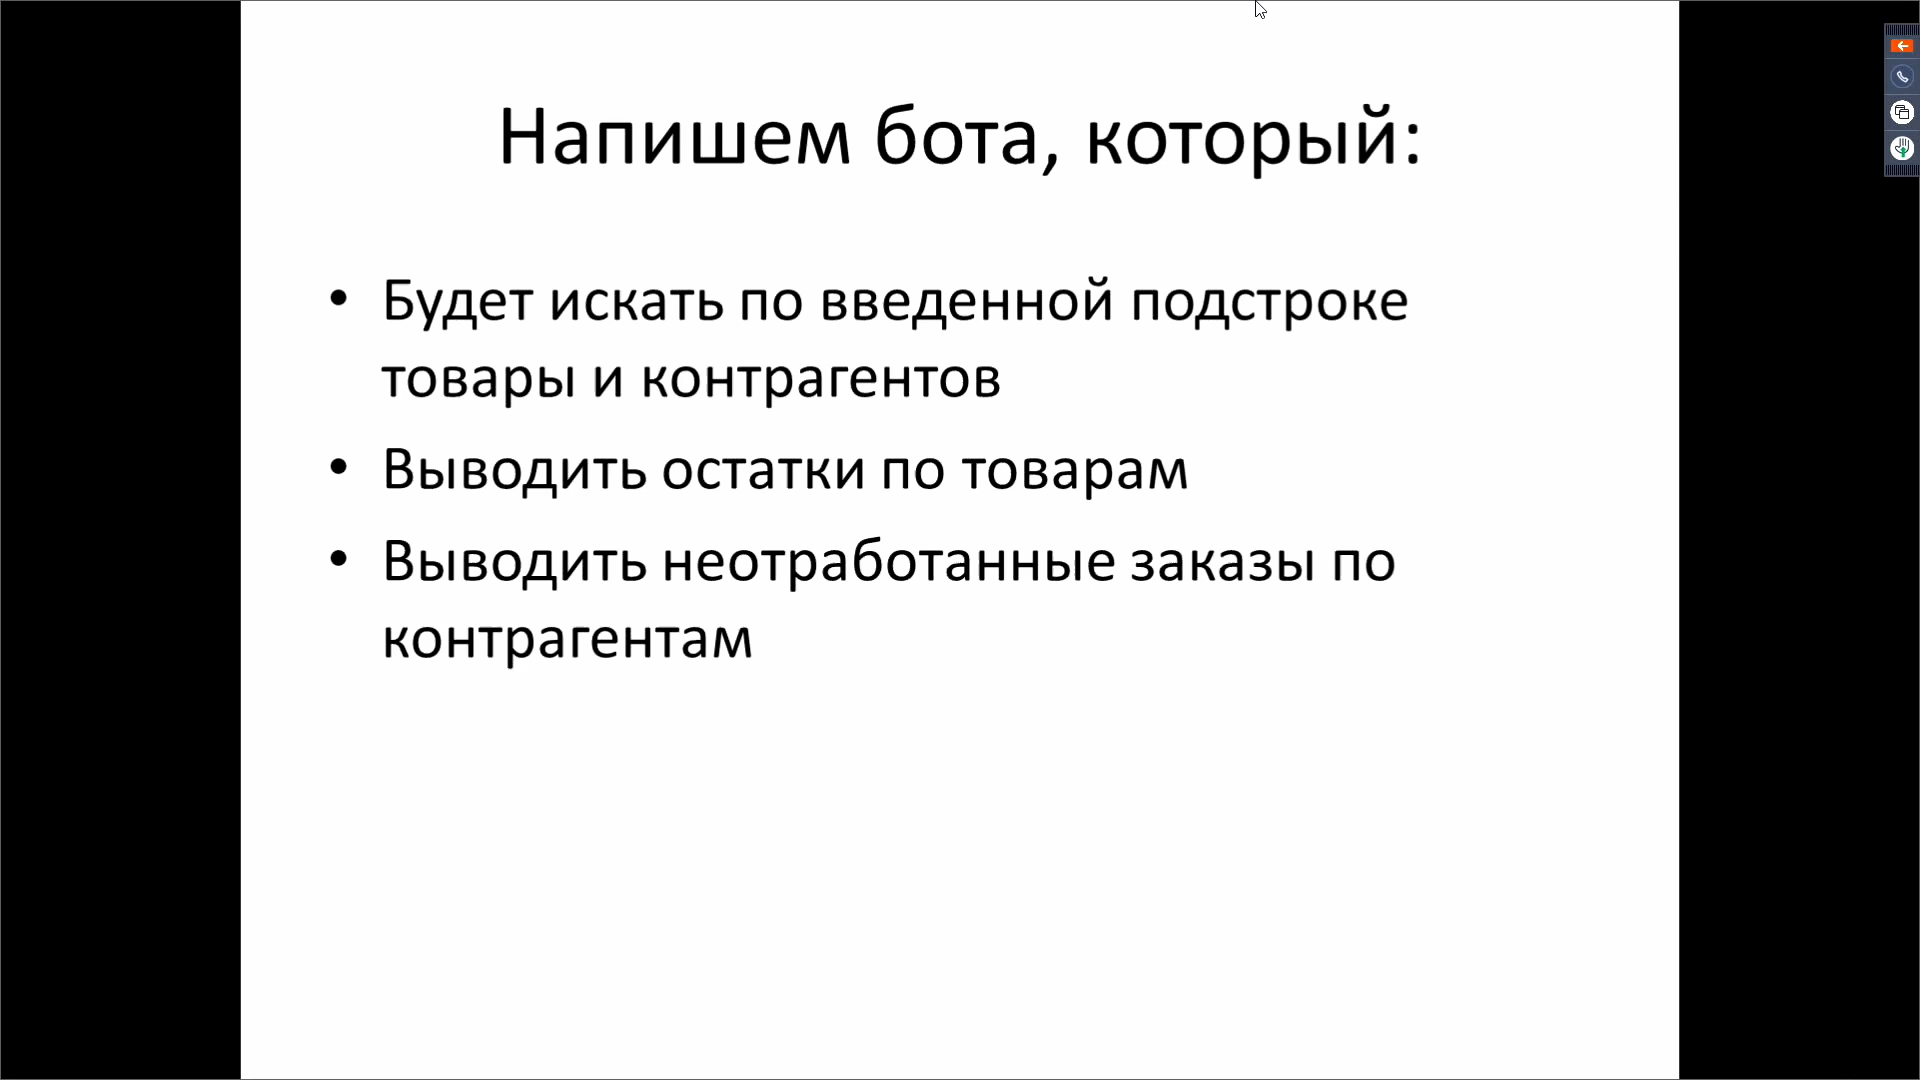 Напишем бота, который:
• Будет искать по введенной подстроке
товары и контрагентов
• Выводить остатки по товарам
• Выводить неотработанные заказы по
контрагентам